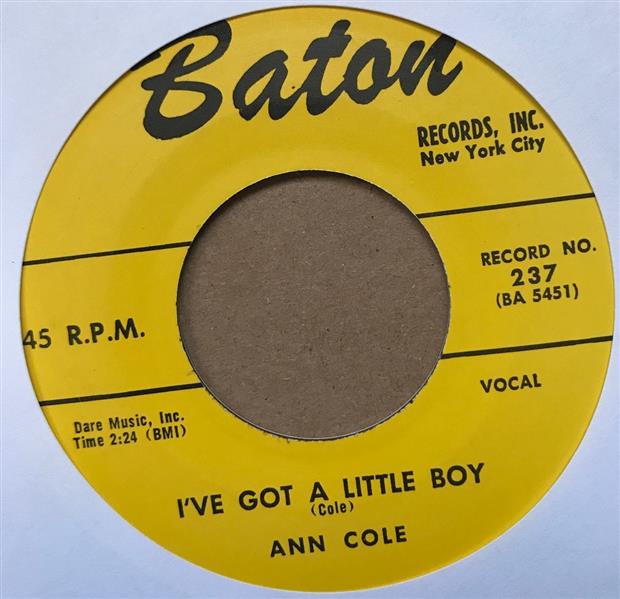 Baton
RECORDS, INC.
New York City
RECORD NO.
237
(BA 5451)
45 R.P.M.
VOCAL
Dare Music, Inc.
Time 2:24 (BMI)
I'VE GOT A LITTLE BOY
(Cole)
ANN COLE